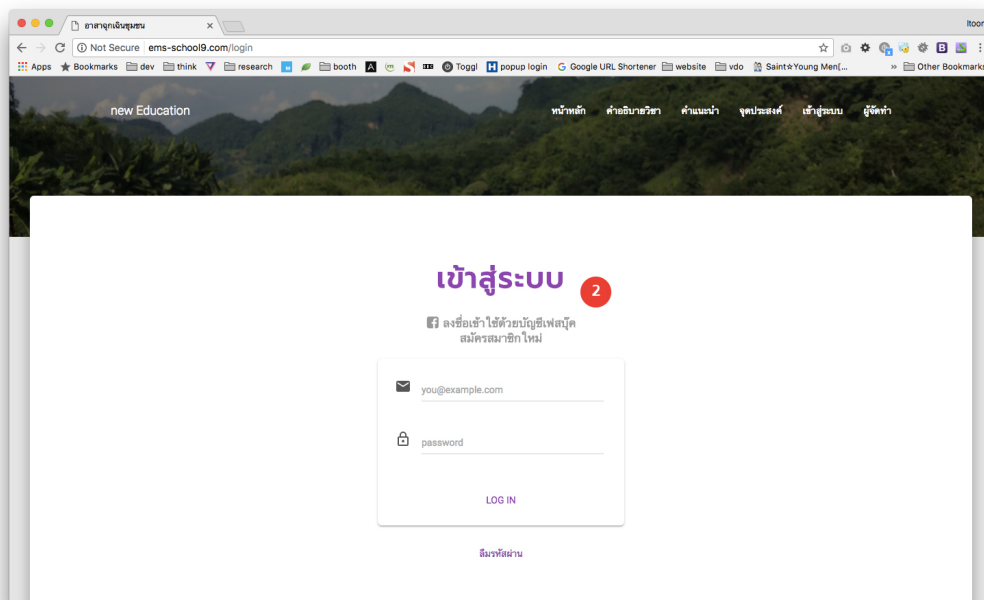 อาสาฉุกเฉินชุมชน
Itoon
Not Secure ems-school9.com/login
Apps Bookmarks dev think research booth Toggl popup login Google URL Shortener website vdo Saint☆Young Men[... » Other Bookmarks
new Education หน้าหลัก คำอธิบายวิชา คำแนะนำ จุดประสงค์ เข้าสู่ระบบ ผู้จัดทำ
เข้าสู่ระบบ 2
ลงชื่อเข้าใช้ด้วยบัญชีเฟสบุ๊ค
สมัครสมาชิกใหม่
you@example.com
password
LOG IN
ลืมรหัสผ่าน